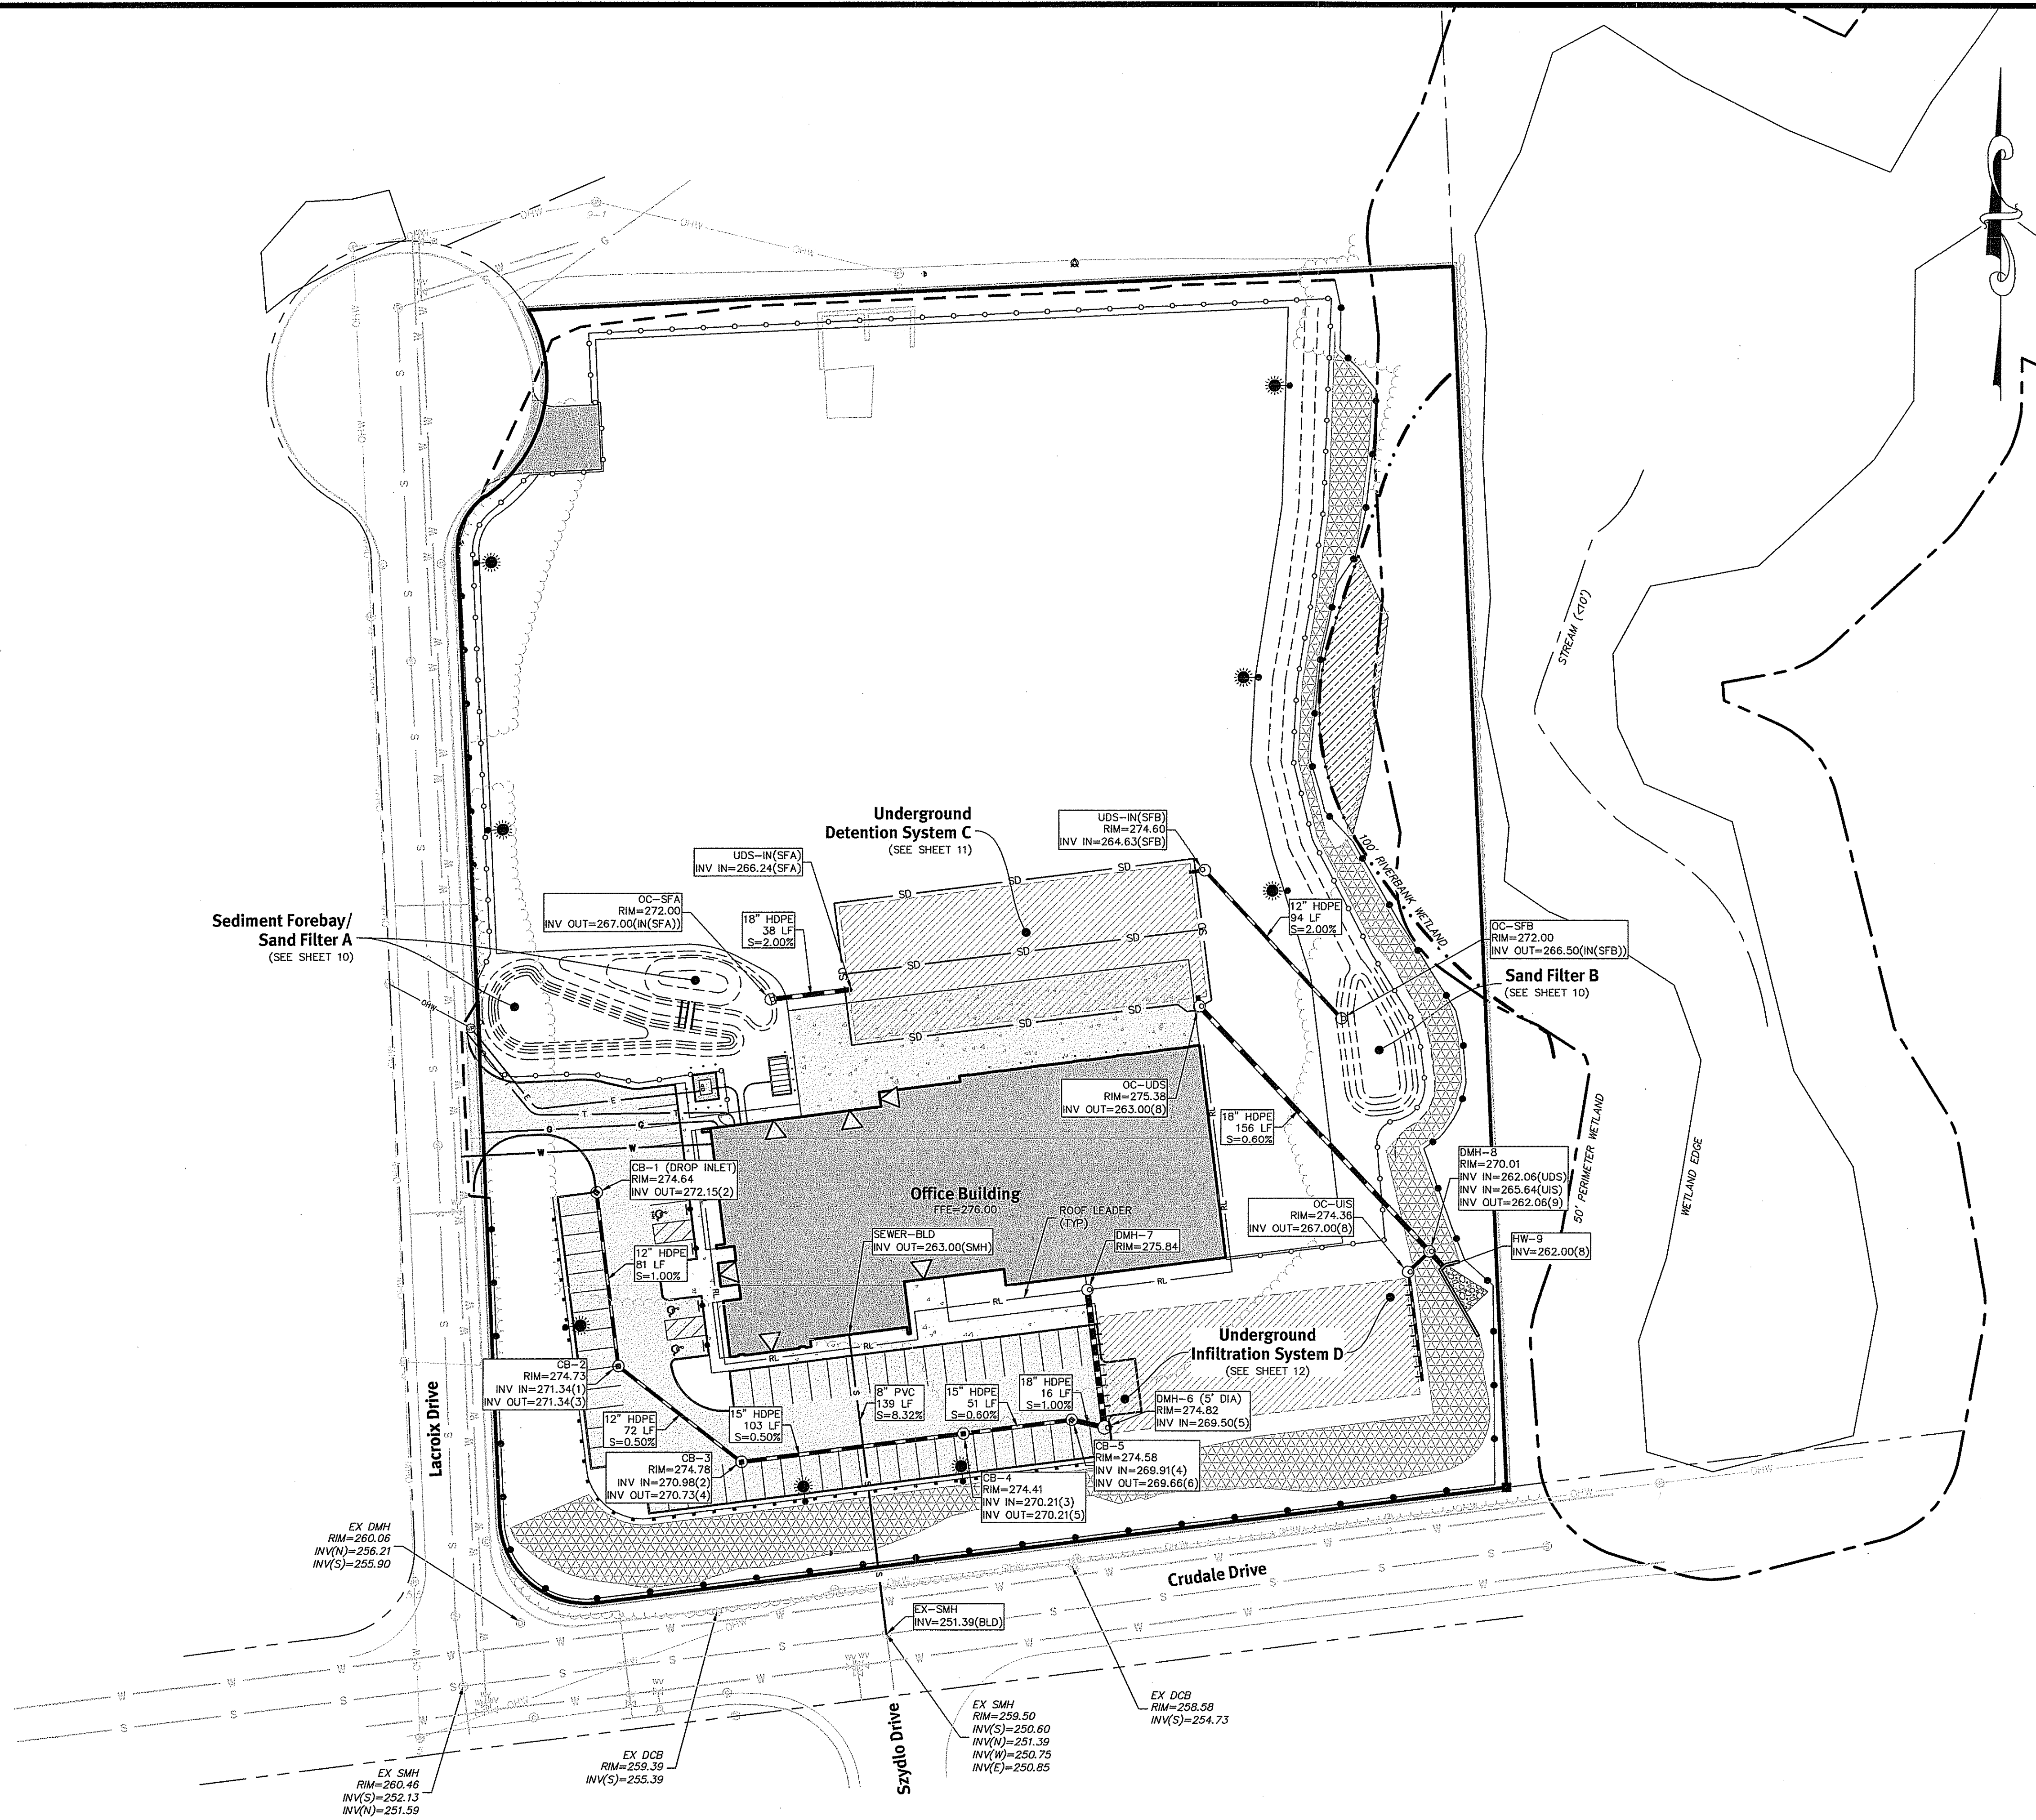 9-1
OHW
OHW
OHW
G
STREAM (<10')
100' RIVERBANK WETLAND
50' PERIMETER WETLAND
WETLAND EDGE
Underground
Detention System C
(SEE SHEET 11)
UDS-IN(SFB)
RIM=274.60
INV IN=264.63(SFB)
UDS-IN(SFA)
INV IN=266.24(SFA)
OC-SFA
RIM=272.00
INV OUT=267.00(IN(SFA))
18" HDPE
38 LF
S=2.00%
Sediment Forebay/
Sand Filter A
(SEE SHEET 10)
12" HDPE
94 LF
S=2.00%
OC-SFB
RIM=272.00
INV OUT=266.50(IN(SFB))
Sand Filter B
(SEE SHEET 10)
SD
SD
SD
SD
SD
SD
SD
SD
SD
OC-UDS
RIM=275.38
INV OUT=263.00(8)
18" HDPE
156 LF
S=0.60%
DMH-8
RIM=270.01
INV IN=262.06(UDS)
INV IN=265.64(UIS)
INV OUT=262.06(9)
OC-UIS
RIM=274.36
INV OUT=267.00(8)
HW-9
INV=262.00(8)
CB-1 (DROP INLET)
RIM=274.64
INV OUT=272.15(2)
Office Building
FFE=276.00
ROOF LEADER
(TYP)
SEWER-BLD
INV OUT=263.00(SMH)
DMH-7
RIM=275.84
12" HDPE
81 LF
S=1.00%
Underground
Infiltration System D
(SEE SHEET 12)
CB-2
RIM=274.73
INV IN=271.34(1)
INV OUT=271.34(3)
12" HDPE
72 LF
S=0.50%
15" HDPE
103 LF
S=0.50%
8" PVC
139 LF
S=8.32%
15" HDPE
51 LF
S=0.60%
18" HDPE
16 LF
S=1.00%
DMH-6 (5' DIA)
RIM=274.82
INV IN=269.50(5)
CB-3
RIM=274.78
INV IN=270.98(2)
INV OUT=270.73(4)
CB-4
RIM=274.41
INV IN=270.21(3)
INV OUT=270.21(5)
CB-5
RIM=274.58
INV IN=269.91(4)
INV OUT=269.66(6)
Lacroix Drive
EX DMH
RIM=260.06
INV(N)=256.21
INV(S)=255.90
Crudale Drive
EX-SMH
INV=251.39(BLD)
Szydlo Drive
EX SMH
RIM=259.50
INV(S)=250.60
INV(N)=251.39
INV(W)=250.75
INV(E)=250.85
EX DCB
RIM=258.58
INV(S)=254.73
EX DCB
RIM=259.39
INV(S)=255.39
EX SMH
RIM=260.46
INV(S)=252.13
INV(N)=251.59